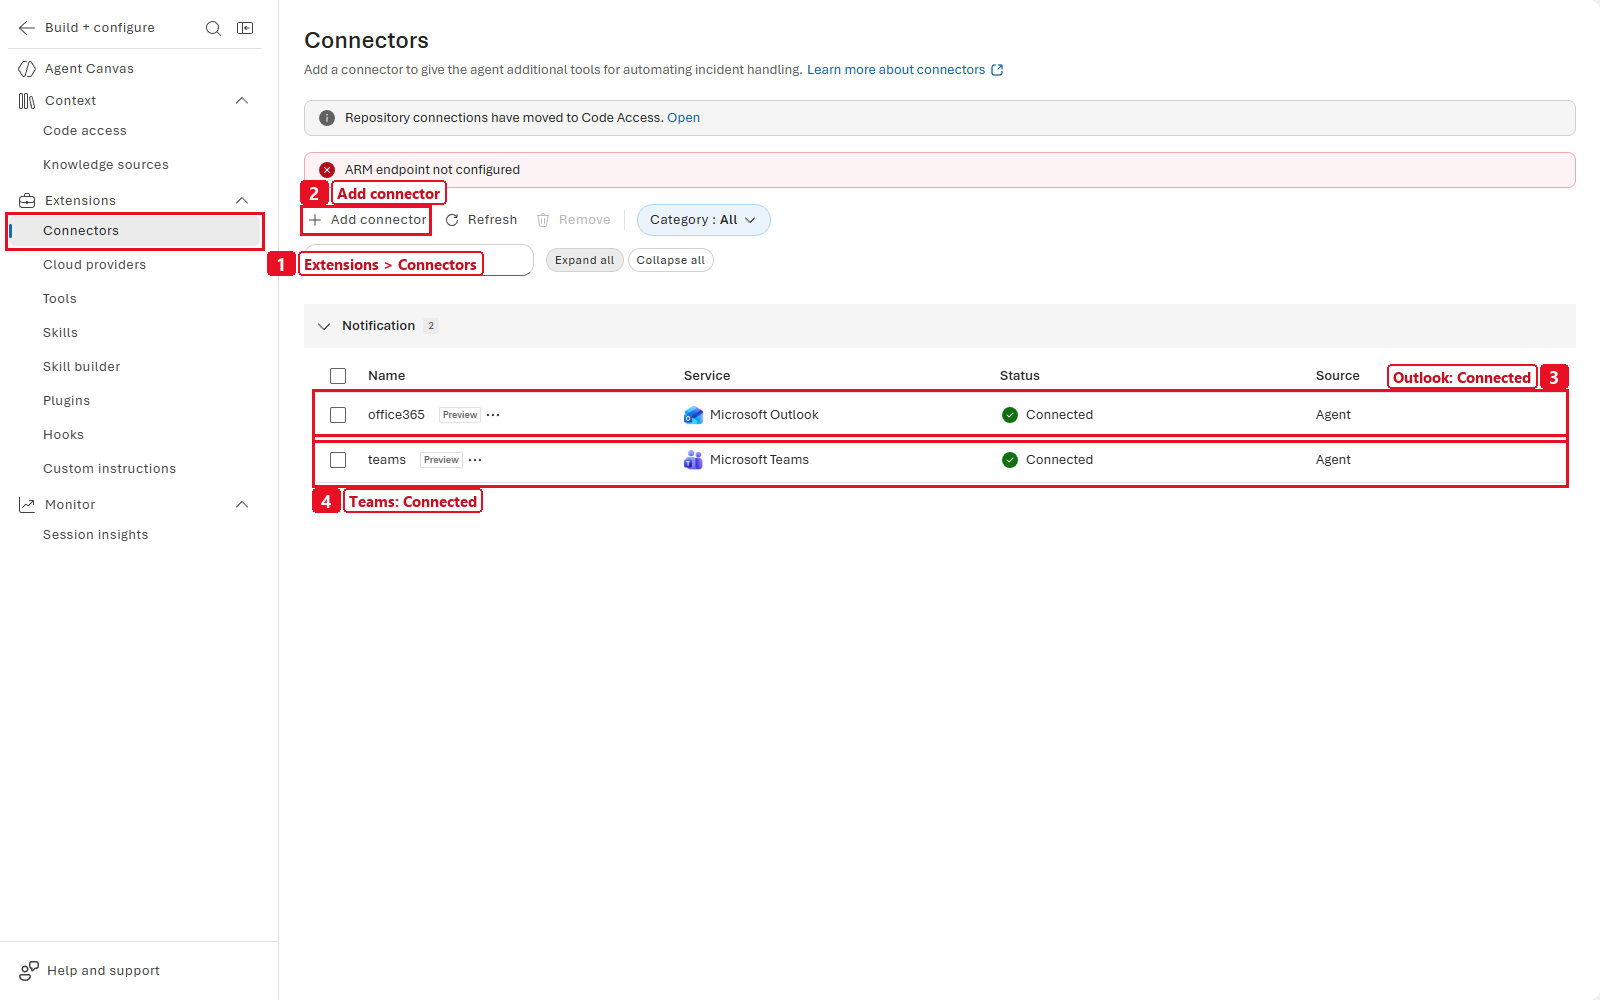 Build + configure
Agent Canvas
Context
Code access
Knowledge sources
Extensions
Connectors
Cloud providers
Tools
Skills
Skill builder
Plugins
Hooks
Custom instructions
Monitor
Session insights
Help and support
Connectors
Add a connector to give the agent additional tools for automating incident handling. Learn more about connectors
Repository connections have moved to Code Access. Open
ARM endpoint not configured
2 Add connector
Add connector Refresh Remove Category : All
1 Extensions > Connectors
Expand all Collapse all
Notification 2
Name Service Status Source
Outlook: Connected 3
office365 Preview ... Microsoft Outlook Connected Agent
teams Preview ... Microsoft Teams Connected Agent
4 Teams: Connected